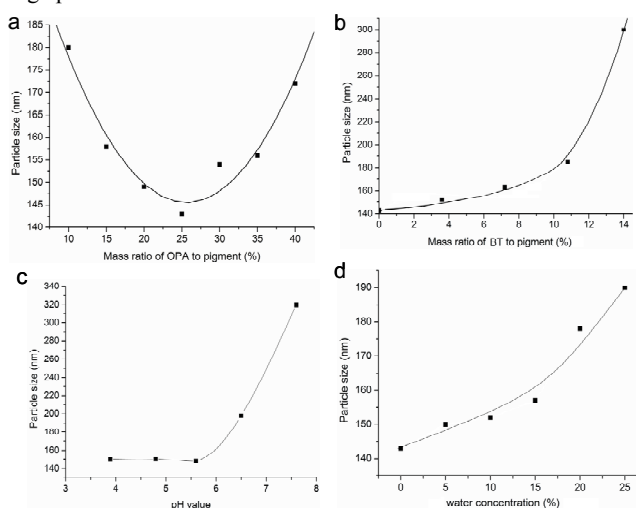 a
185
180
175
170
165
160
155
150
145
140
Particle size (nm)
10 15 20 25 30 35 40
Mass ratio of OPA to pigment (%)
b
300
280
260
240
220
200
180
160
140
Particle size (nm)
0 2 4 6 8 10 12 14
Mass ratio of BT to pigment (%)
c
340
320
300
280
260
240
220
200
180
160
140
Particle size (nm)
3 4 5 6 7 8
pH value
d
190
180
170
160
150
140
Particle size (nm)
0 5 10 15 20 25
water concentration (%)